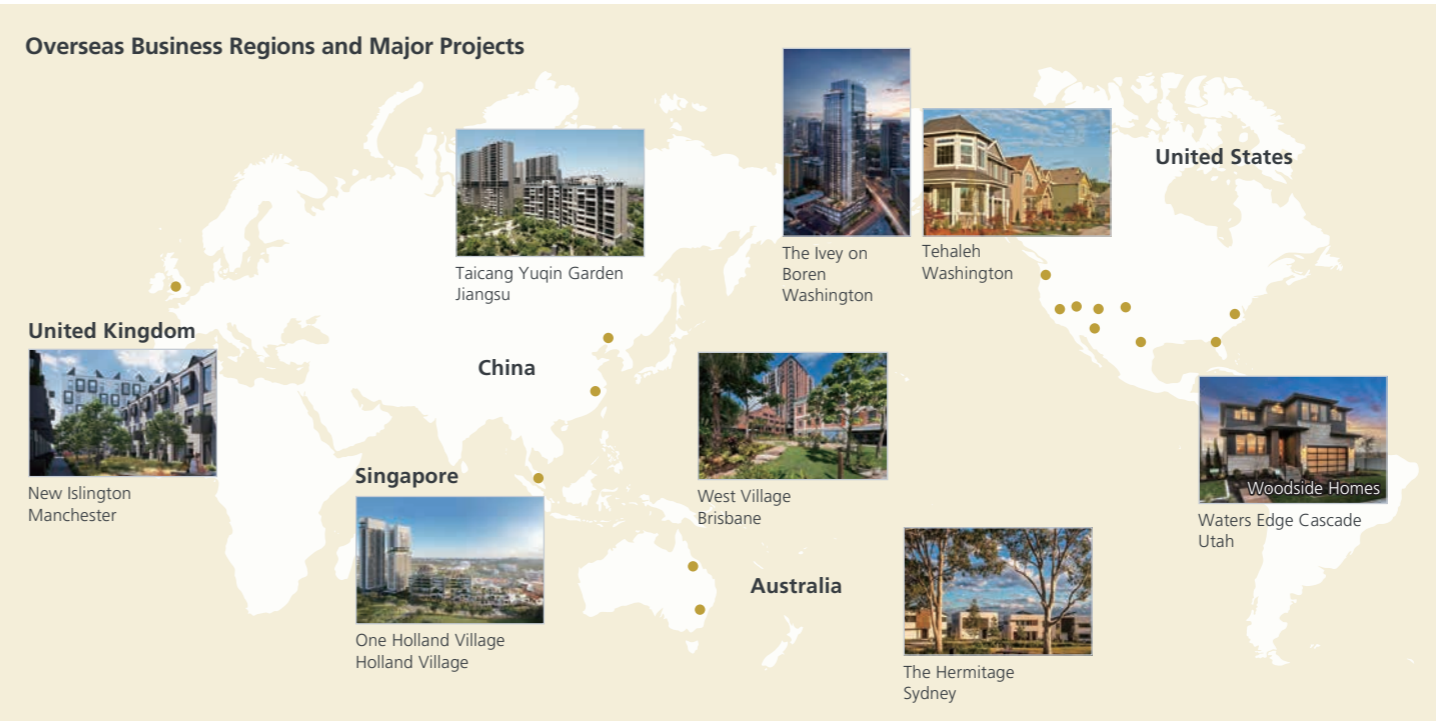 Overseas Business Regions and Major Projects
United States
The Ivey on
Boren
Washington
Tehaleh
Washington
Taicang Yuqin Garden
Jiangsu
United Kingdom
New Islington
Manchester
China
Singapore
One Holland Village
Holland Village
West Village
Brisbane
Australia
The Hermitage
Sydney
Woodside Homes
Waters Edge Cascade
Utah